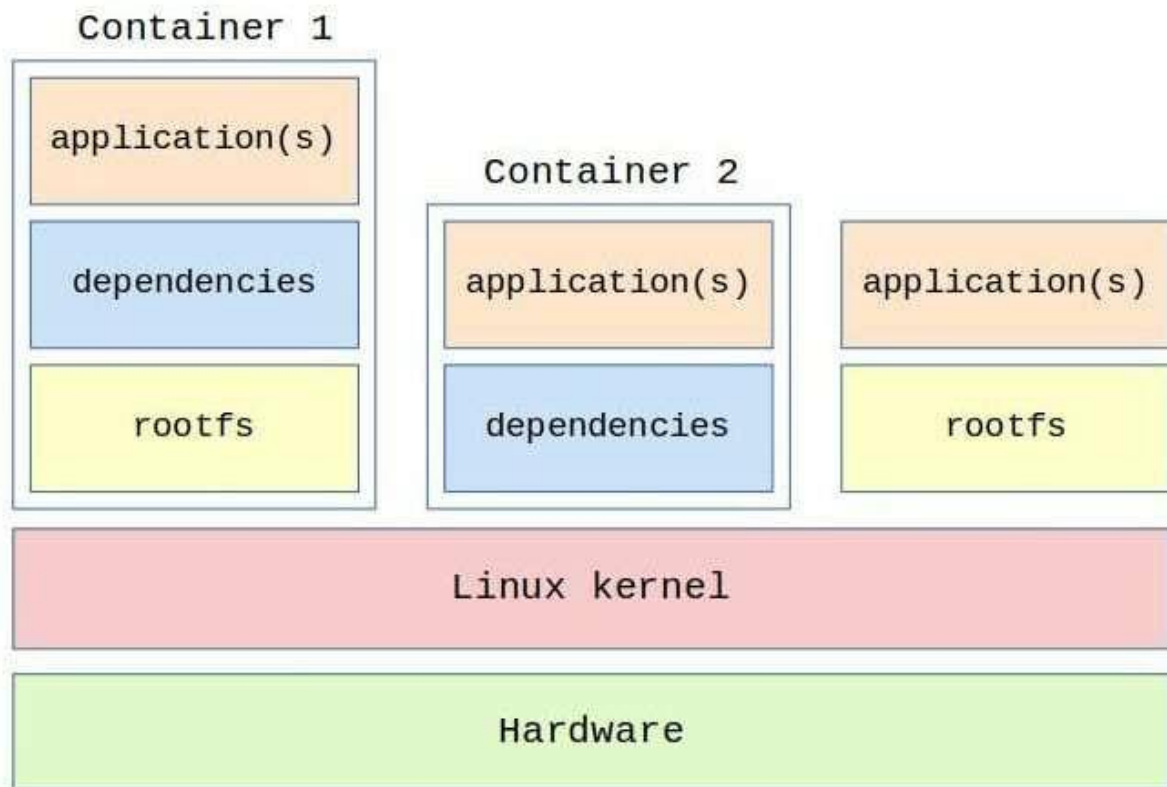 Container 1
application(s)
dependencies
rootfs
Container 2
application(s)
dependencies
application(s)
rootfs
Linux kernel
Hardware